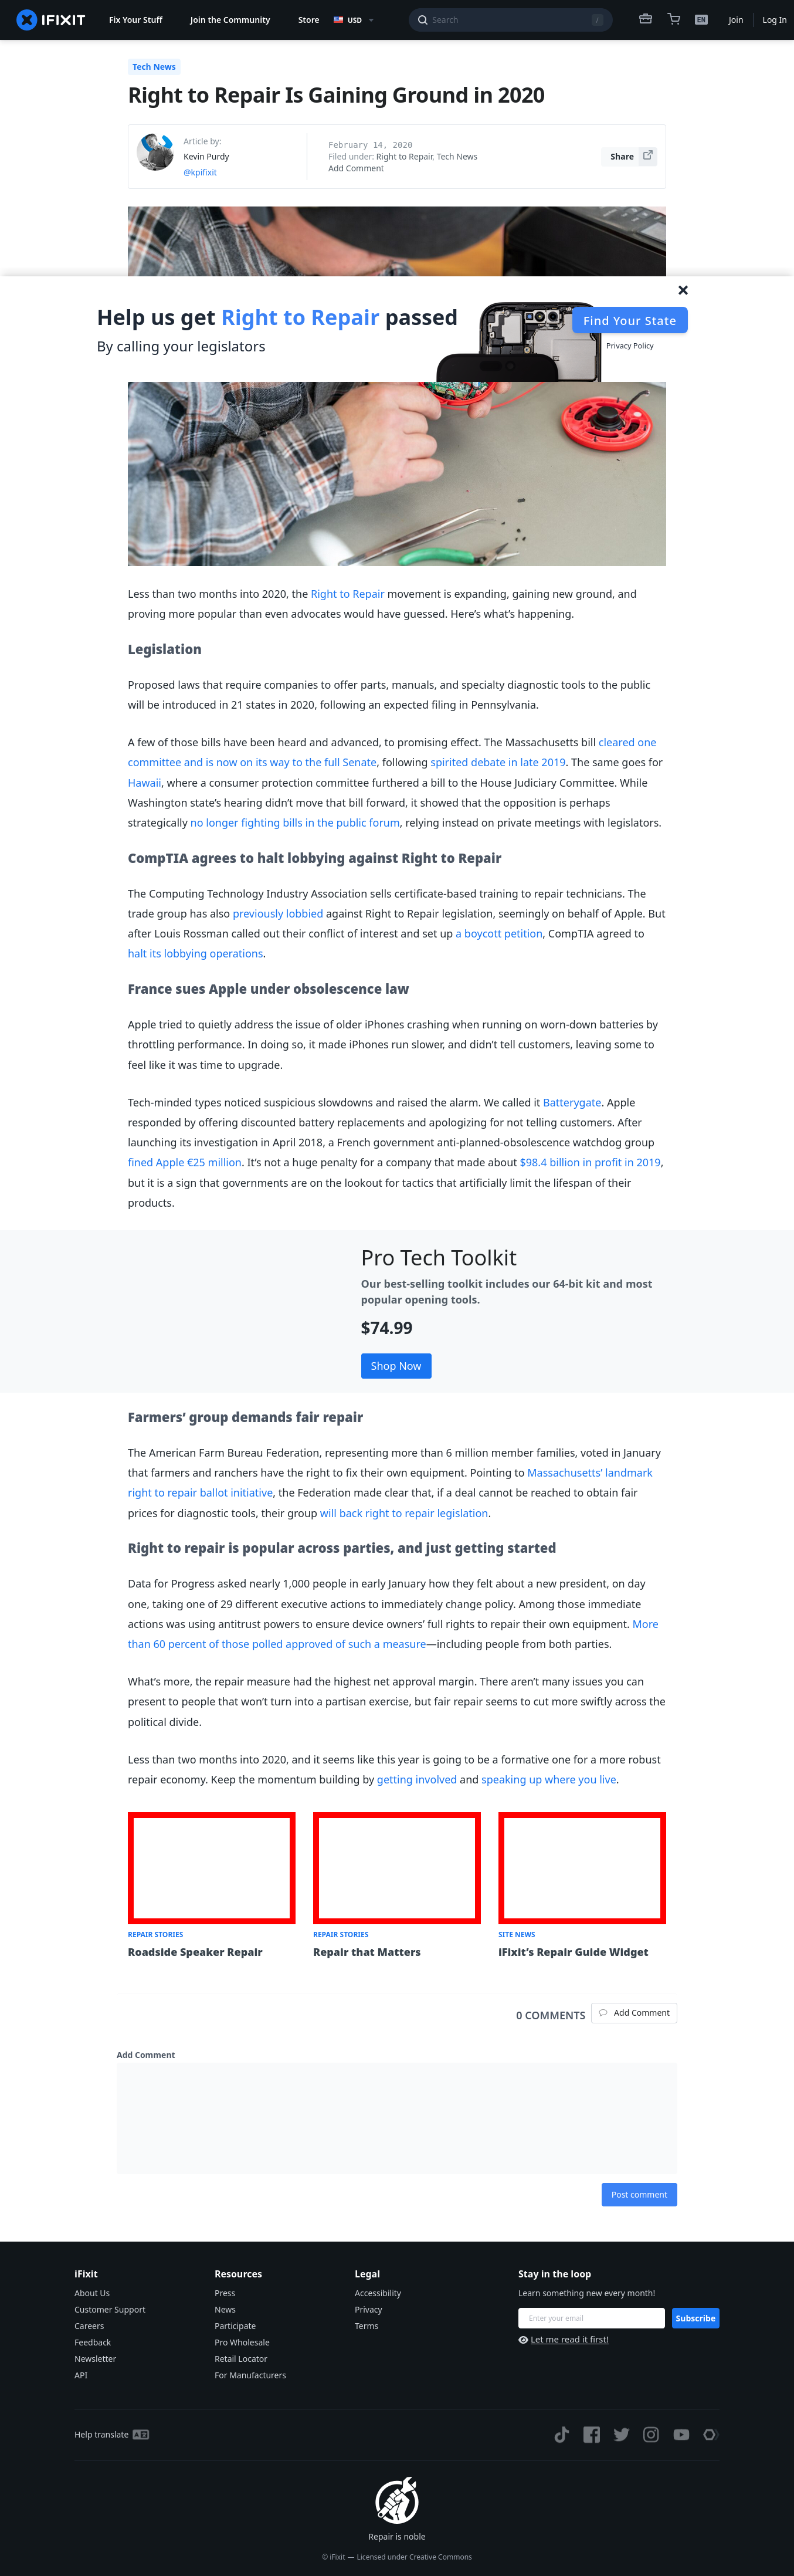 IFIXIT
Fix Your Stuff
Join the Community
Store
USD
Search
/
EN
Join
Log In
Tech News
Right to Repair Is Gaining Ground in 2020
Article by:
Kevin Purdy
@kpifixit
February 14, 2020
Filed under: Right to Repair, Tech News
Add Comment
Share
Help us get Right to Repair passed
By calling your legislators
Find Your State
Privacy Policy
Less than two months into 2020, the Right to Repair movement is expanding, gaining new ground, and
proving more popular than even advocates would have guessed. Here’s what’s happening.
Legislation
Proposed laws that require companies to offer parts, manuals, and specialty diagnostic tools to the public
will be introduced in 21 states in 2020, following an expected filing in Pennsylvania.
A few of those bills have been heard and advanced, to promising effect. The Massachusetts bill cleared one
committee and is now on its way to the full Senate, following spirited debate in late 2019. The same goes for
Hawaii, where a consumer protection committee furthered a bill to the House Judiciary Committee. While
Washington state’s hearing didn’t move that bill forward, it showed that the opposition is perhaps
strategically no longer fighting bills in the public forum, relying instead on private meetings with legislators.
CompTIA agrees to halt lobbying against Right to Repair
The Computing Technology Industry Association sells certificate-based training to repair technicians. The
trade group has also previously lobbied against Right to Repair legislation, seemingly on behalf of Apple. But
after Louis Rossman called out their conflict of interest and set up a boycott petition, CompTIA agreed to
halt its lobbying operations.
France sues Apple under obsolescence law
Apple tried to quietly address the issue of older iPhones crashing when running on worn-down batteries by
throttling performance. In doing so, it made iPhones run slower, and didn’t tell customers, leaving some to
feel like it was time to upgrade.
Tech-minded types noticed suspicious slowdowns and raised the alarm. We called it Batterygate. Apple
responded by offering discounted battery replacements and apologizing for not telling customers. After
launching its investigation in April 2018, a French government anti-planned-obsolescence watchdog group
fined Apple €25 million. It’s not a huge penalty for a company that made about $98.4 billion in profit in 2019,
but it is a sign that governments are on the lookout for tactics that artificially limit the lifespan of their
products.
Pro Tech Toolkit
Our best-selling toolkit includes our 64-bit kit and most
popular opening tools.
$74.99
Shop Now
Farmers’ group demands fair repair
The American Farm Bureau Federation, representing more than 6 million member families, voted in January
that farmers and ranchers have the right to fix their own equipment. Pointing to Massachusetts’ landmark
right to repair ballot initiative, the Federation made clear that, if a deal cannot be reached to obtain fair
prices for diagnostic tools, their group will back right to repair legislation.
Right to repair is popular across parties, and just getting started
Data for Progress asked nearly 1,000 people in early January how they felt about a new president, on day
one, taking one of 29 different executive actions to immediately change policy. Among those immediate
actions was using antitrust powers to ensure device owners’ full rights to repair their own equipment. More
than 60 percent of those polled approved of such a measure—including people from both parties.
What’s more, the repair measure had the highest net approval margin. There aren’t many issues you can
present to people that won’t turn into a partisan exercise, but fair repair seems to cut more swiftly across the
political divide.
Less than two months into 2020, and it seems like this year is going to be a formative one for a more robust
repair economy. Keep the momentum building by getting involved and speaking up where you live.
REPAIR STORIES
Roadside Speaker Repair
REPAIR STORIES
Repair that Matters
SITE NEWS
iFixit’s Repair Guide Widget
0 COMMENTS
Add Comment
Add Comment
Post comment
iFixit
About Us
Customer Support
Careers
Feedback
Newsletter
API
Resources
Press
News
Participate
Pro Wholesale
Retail Locator
For Manufacturers
Legal
Accessibility
Privacy
Terms
Stay in the loop
Learn something new every month!
Enter your email
Subscribe
Let me read it first!
Help translate
Repair is noble
© iFixit — Licensed under Creative Commons